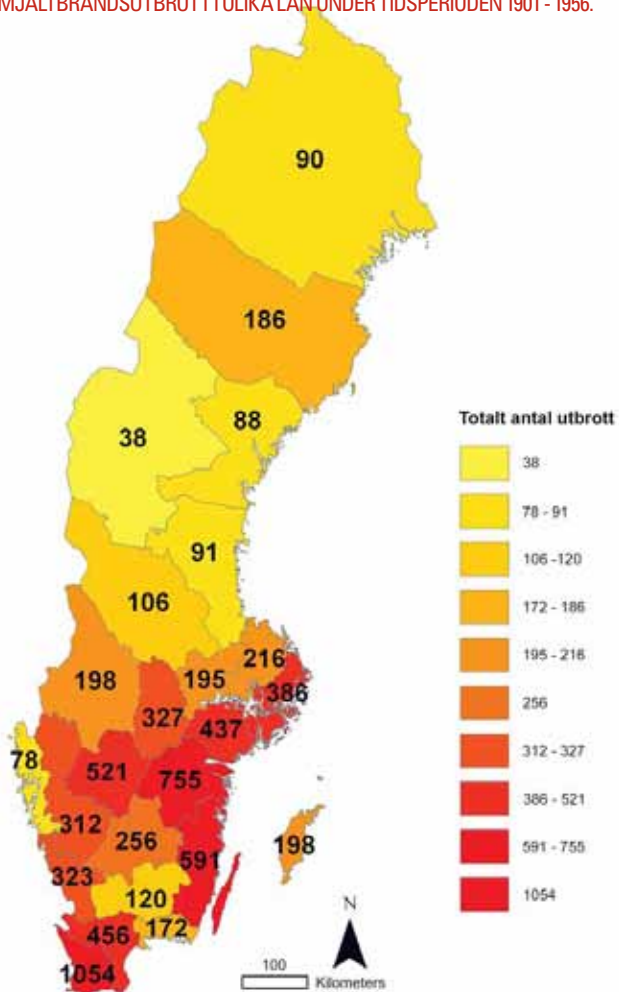 MJÄLTBRANDSUTBROTT I OLIKA LÄN UNDER TIDSPERIODEN 1901 - 1956.
90
186
38
88
91
106
216
198
195
386
327
437
78
521
755
312
256
198
591
323
120
172
456
1054
Totalt antal utbrott
38
78 - 91
106 -120
172 - 186
195 - 216
256
312 - 327
386 - 521
591 - 755
1054
N
100
Kilometers